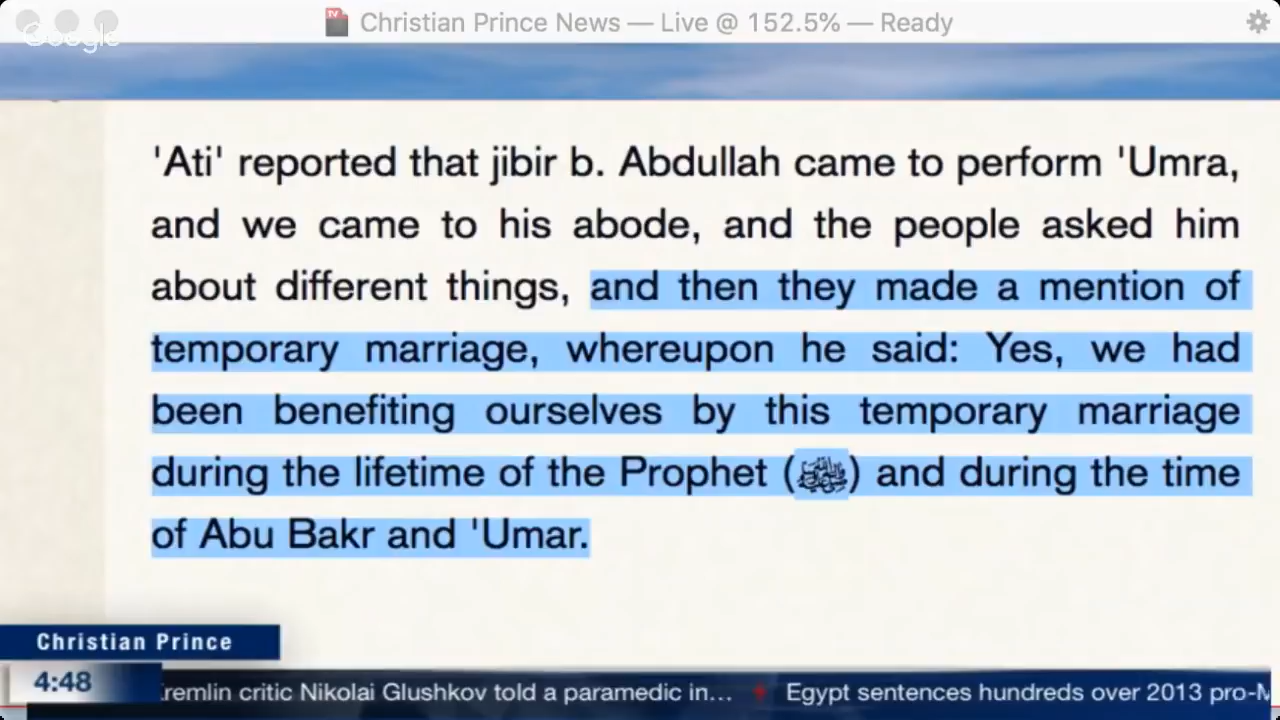 Christian Prince News — Live @ 152.5% — Ready
Google
'Ati' reported that jibir b. Abdullah came to perform 'Umra,
and we came to his abode, and the people asked him
about different things, and then they made a mention of
temporary marriage, whereupon he said: Yes, we had
been benefiting ourselves by this temporary marriage
during the lifetime of the Prophet (ﷺ) and during the time
of Abu Bakr and 'Umar.
Christian Prince
4:48
remlin critic Nikolai Glushkov told a paramedic in... Egypt sentences hundreds over 2013 pro-M